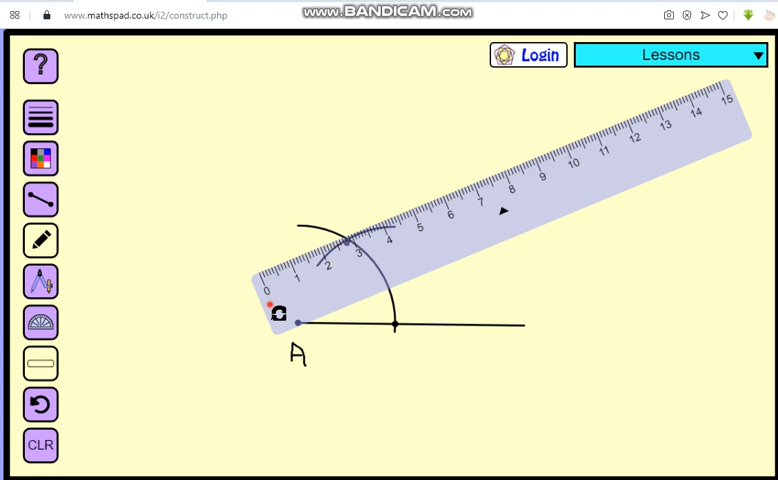 www.mathspad.co.uk/i2/construct.php
www.BANDICAM.com
Login
Lessons
?
0 1 2 3 4 5 6 7 8 9 10 11 12 13 14 15
A
CLR